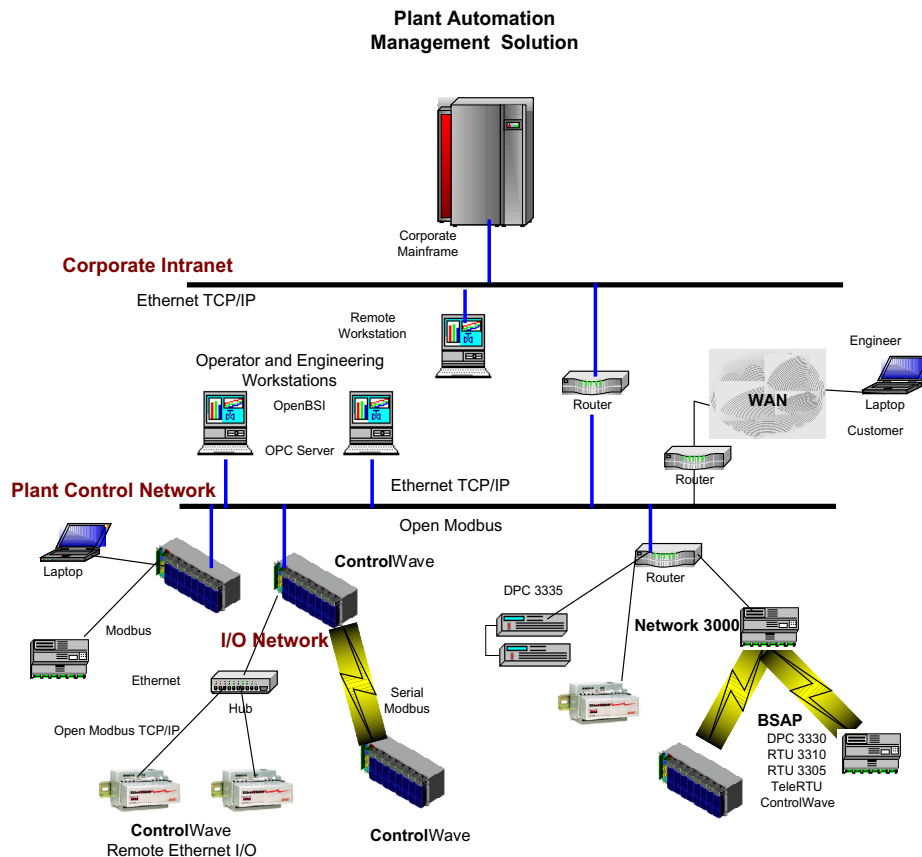 Plant Automation
Management Solution
Corporate
Mainframe
Corporate Intranet
Ethernet TCP/IP
Remote
Workstation
Engineer
Operator and Engineering
Workstations
OpenBSI
Router
WAN
Laptop
Customer
OPC Server
Router
Ethernet TCP/IP
Plant Control Network
Open Modbus
Laptop
ControlWave
Router
DPC 3335
Modbus
I/O Network
Network 3000
Ethernet
Hub
Serial
Modbus
Open Modbus TCP/IP
BSAP
DPC 3330
RTU 3310
RTU 3305
TeleRTU
ControlWave
ControlWave
Remote Ethernet I/O
ControlWave